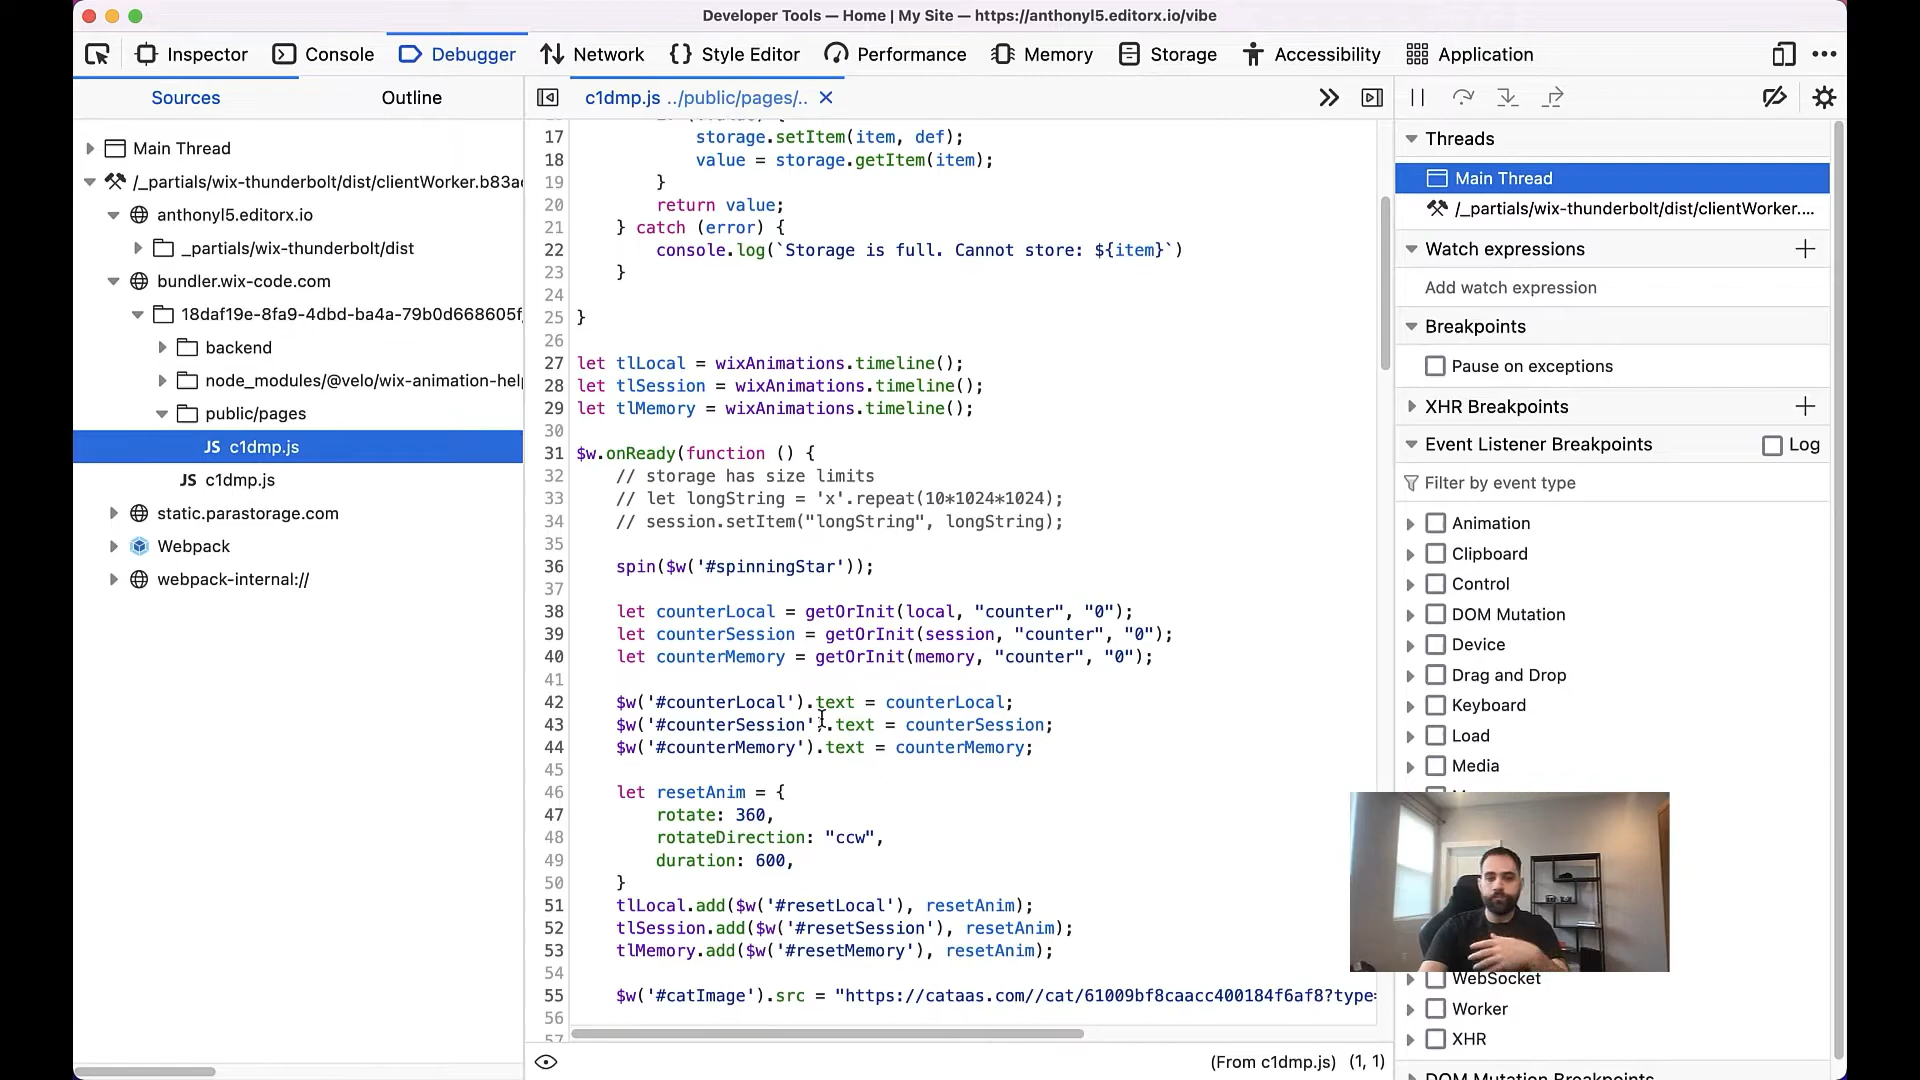 Developer Tools — Home | My Site — https://anthonyl5.editorx.io/vibe
Inspector
Console
Debugger
Network
{} Style Editor
Performance
Memory
Storage
Accessibility
Application
Sources
Outline
c1dmp.js ../public/pages/..
Main Thread
/_partials/wix-thunderbolt/dist/clientWorker.b83a
anthonyl5.editorx.io
_partials/wix-thunderbolt/dist
bundler.wix-code.com
18daf19e-8fa9-4dbd-ba4a-79b0d668605f
backend
node_modules/@velo/wix-animation-hel
public/pages
JS c1dmp.js
JS c1dmp.js
static.parastorage.com
Webpack
webpack-internal://
17 storage.setItem(item, def);
18 value = storage.getItem(item);
19 }
20 return value;
21 } catch (error) {
22 console.log(`Storage is full. Cannot store: ${item}`)
23 }
24
25 }
26
27 let tlLocal = wixAnimations.timeline();
28 let tlSession = wixAnimations.timeline();
29 let tlMemory = wixAnimations.timeline();
30
31 $w.onReady(function () {
32 // storage has size limits
33 // let longString = 'x'.repeat(10*1024*1024);
34 // session.setItem("longString", longString);
35
36 spin($w('#spinningStar'));
37
38 let counterLocal = getOrInit(local, "counter", "0");
39 let counterSession = getOrInit(session, "counter", "0");
40 let counterMemory = getOrInit(memory, "counter", "0");
41
42 $w('#counterLocal').text = counterLocal;
43 $w('#counterSession').text = counterSession;
44 $w('#counterMemory').text = counterMemory;
45
46 let resetAnim = {
47 rotate: 360,
48 rotateDirection: "ccw",
49 duration: 600,
50 }
51 tlLocal.add($w('#resetLocal'), resetAnim);
52 tlSession.add($w('#resetSession'), resetAnim);
53 tlMemory.add($w('#resetMemory'), resetAnim);
54
55 $w('#catImage').src = "https://cataas.com//cat/61009bf8caacc400184f6af8?type=
56
57
(From c1dmp.js) (1, 1)
Threads
Main Thread
/_partials/wix-thunderbolt/dist/clientWorker....
Watch expressions
Add watch expression
Breakpoints
Pause on exceptions
XHR Breakpoints
Event Listener Breakpoints
Log
Filter by event type
Animation
Clipboard
Control
DOM Mutation
Device
Drag and Drop
Keyboard
Load
Media
WebSocket
Worker
XHR
DOM Mutation Breakpoints